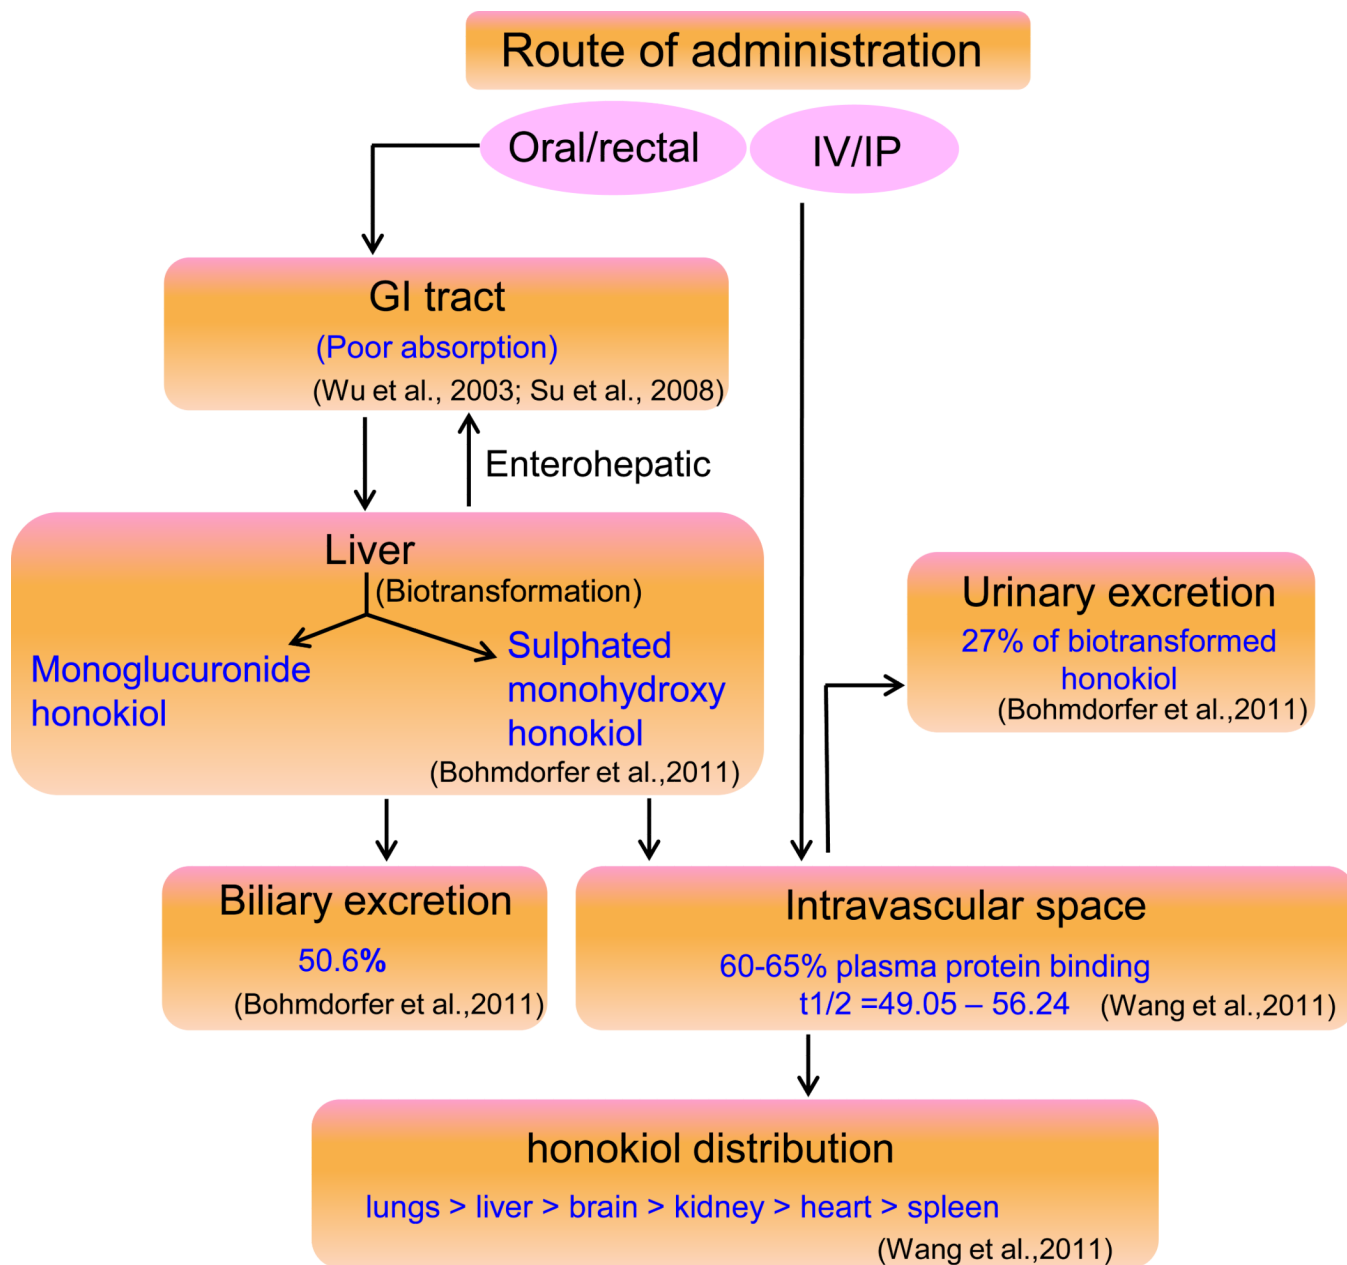 Route of administration
Oral/rectal
IV/IP
GI tract
(Poor absorption)
(Wu et al., 2003; Su et al., 2008)
Enterohepatic
Liver
(Biotransformation)
Monoglucuronide
honokiol
Sulphated
monohydroxy
honokiol
(Bohmdorfer et al.,2011)
Urinary excretion
27% of biotransformed
honokiol
(Bohmdorfer et al.,2011)
Biliary excretion
50.6%
(Bohmdorfer et al.,2011)
Intravascular space
60-65% plasma protein binding
t1/2 =49.05 – 56.24 (Wang et al.,2011)
honokiol distribution
lungs > liver > brain > kidney > heart > spleen
(Wang et al.,2011)